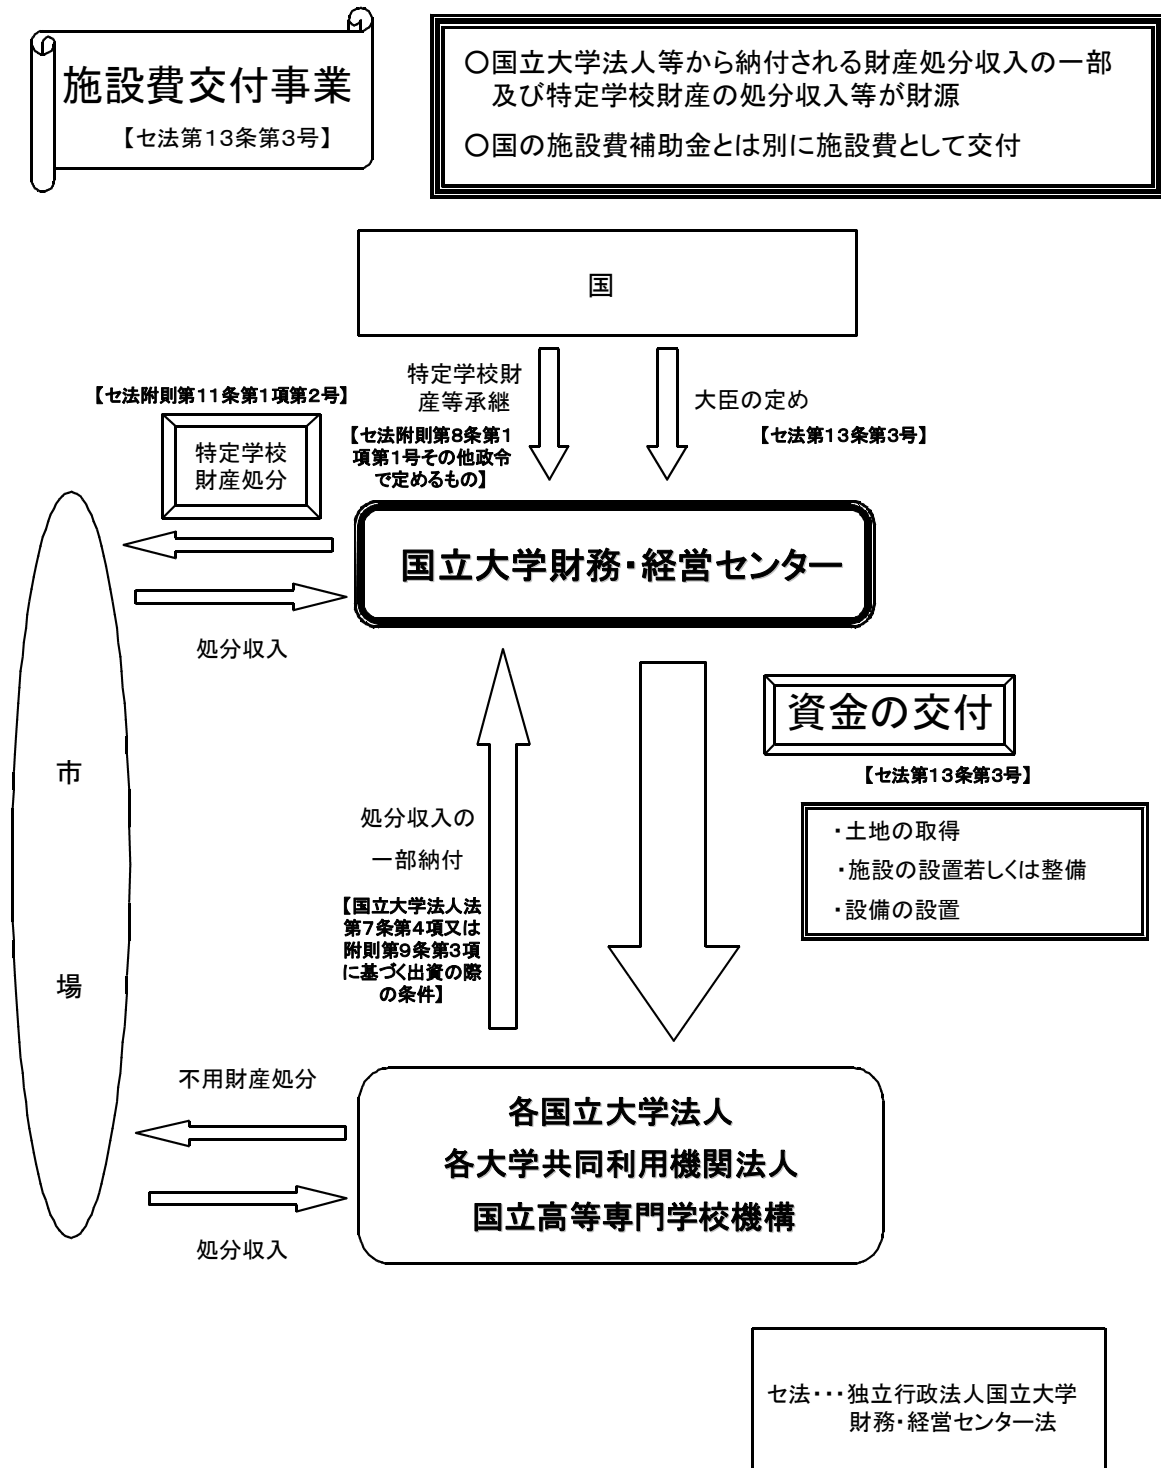 施設費交付事業
【セ法第13条第3号】
○国立大学法人等から納付される財産処分収入の一部
及び特定学校財産の処分収入等が財源
○国の施設費補助金とは別に施設費として交付
国
特定学校財
産等承継
【セ法附則第8条第1
項第1号その他政令
で定めるもの】
大臣の定め
【セ法第13条第3号】
【セ法附則第11条第1項第2号】
特定学校
財産処分
国立大学財務・経営センター
処分収入
資金の交付
【セ法第13条第3号】
・土地の取得
・施設の設置若しくは整備
・設備の設置
処分収入の
一部納付
【国立大学法人法
第7条第4項又は
附則第9条第3項
に基づく出資の際
の条件】
市
場
不用財産処分
処分収入
各国立大学法人
各大学共同利用機関法人
国立高等専門学校機構
セ法・・・独立行政法人国立大学
財務・経営センター法